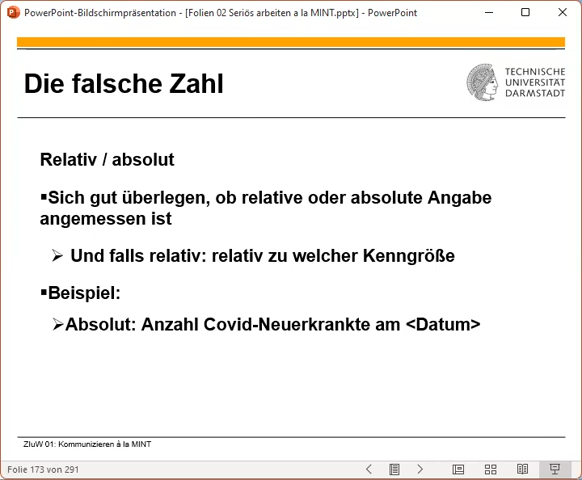 PowerPoint-Bildschirmpräsentation - [Folien 02 Seriös arbeiten a la MINT.pptx] - PowerPoint
Die falsche Zahl
TECHNISCHE
UNIVERSITÄT
DARMSTADT
Relativ / absolut
▪Sich gut überlegen, ob relative oder absolute Angabe
angemessen ist
➢ Und falls relativ: relativ zu welcher Kenngröße
▪Beispiel:
➢Absolut: Anzahl Covid-Neuerkrankte am <Datum>
ZIuW 01: Kommunizieren à la MINT
Folie 173 von 291